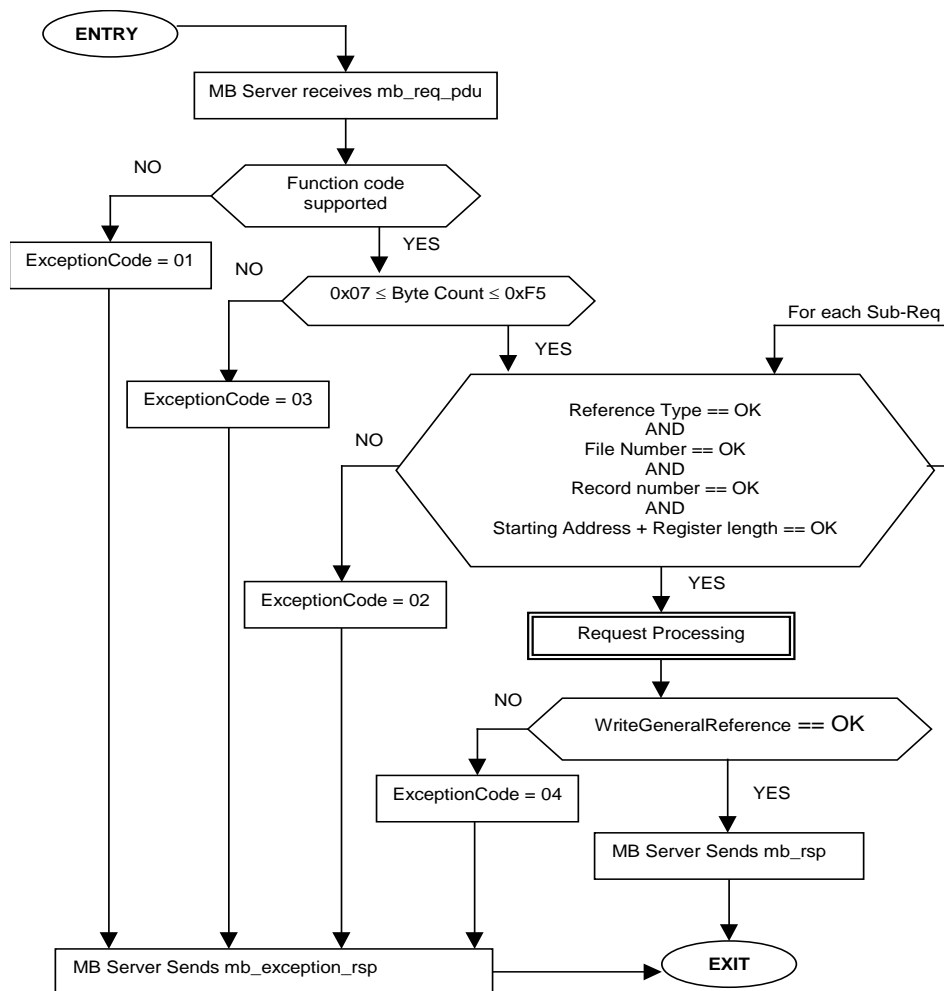 ENTRY
MB Server receives mb_req_pdu
NO
Function code
supported
YES
ExceptionCode = 01
NO
0x07 ≤ Byte Count ≤ 0xF5
For each Sub-Req
YES
ExceptionCode = 03
Reference Type == OK
AND
NO
File Number == OK
AND
Record number == OK
AND
Starting Address + Register length == OK
YES
ExceptionCode = 02
Request Processing
NO
WriteGeneralReference == OK
ExceptionCode = 04
YES
MB Server Sends mb_rsp
MB Server Sends mb_exception_rsp
EXIT